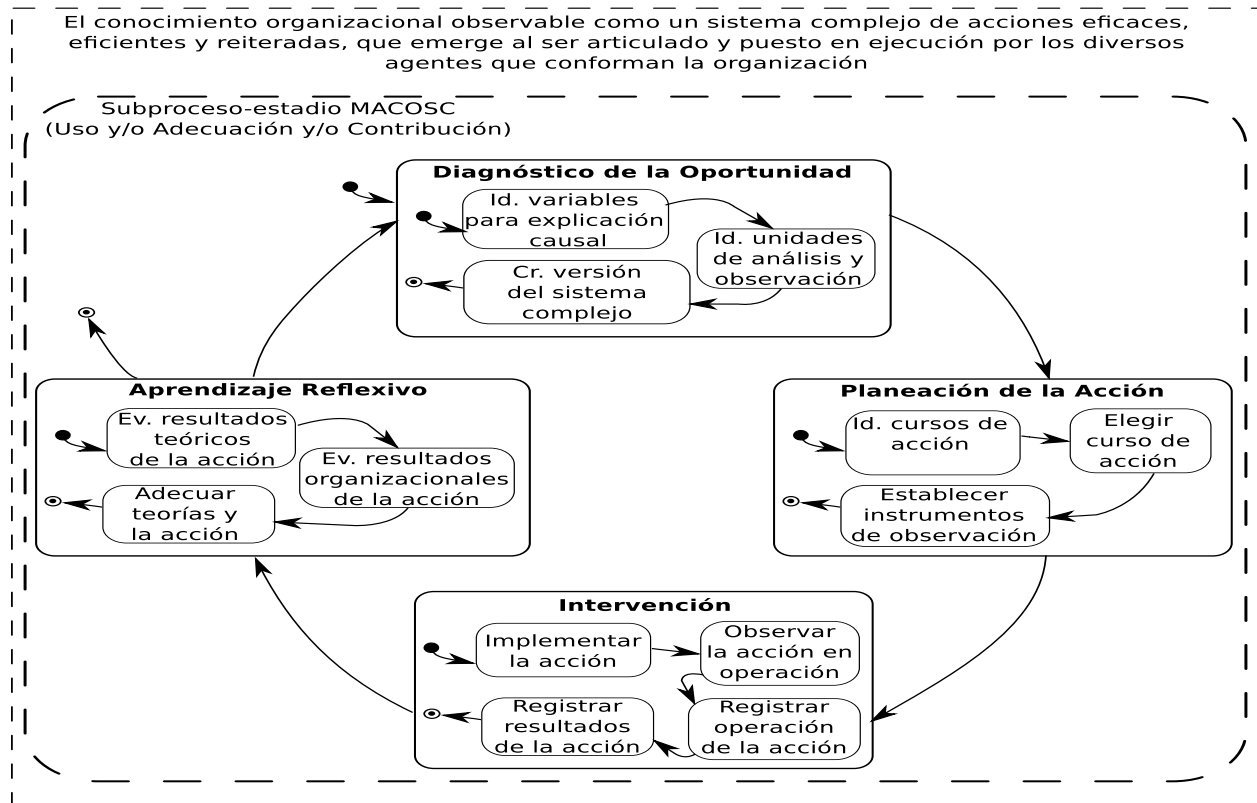 El conocimiento organizacional observable como un sistema complejo de acciones eficaces,
eficientes y reiteradas, que emerge al ser articulado y puesto en ejecución por los diversos
agentes que conforman la organización
Subproceso-estadio MACOSC
(Uso y/o Adecuación y/o Contribución)
Diagnóstico de la Oportunidad
Id. variables
para explicación
causal
Id. unidades
de análisis y
observación
Cr. versión
del sistema
complejo
Planeación de la Acción
Id. cursos de
acción
Elegir
curso de
acción
Establecer
instrumentos
de observación
Intervención
Implementar
la acción
Observar
la acción en
operación
Registrar
operación
de la acción
Registrar
resultados
de la acción
Aprendizaje Reflexivo
Ev. resultados
teóricos
de la acción
Ev. resultados
organizacionales
de la acción
Adecuar
teorías y
la acción